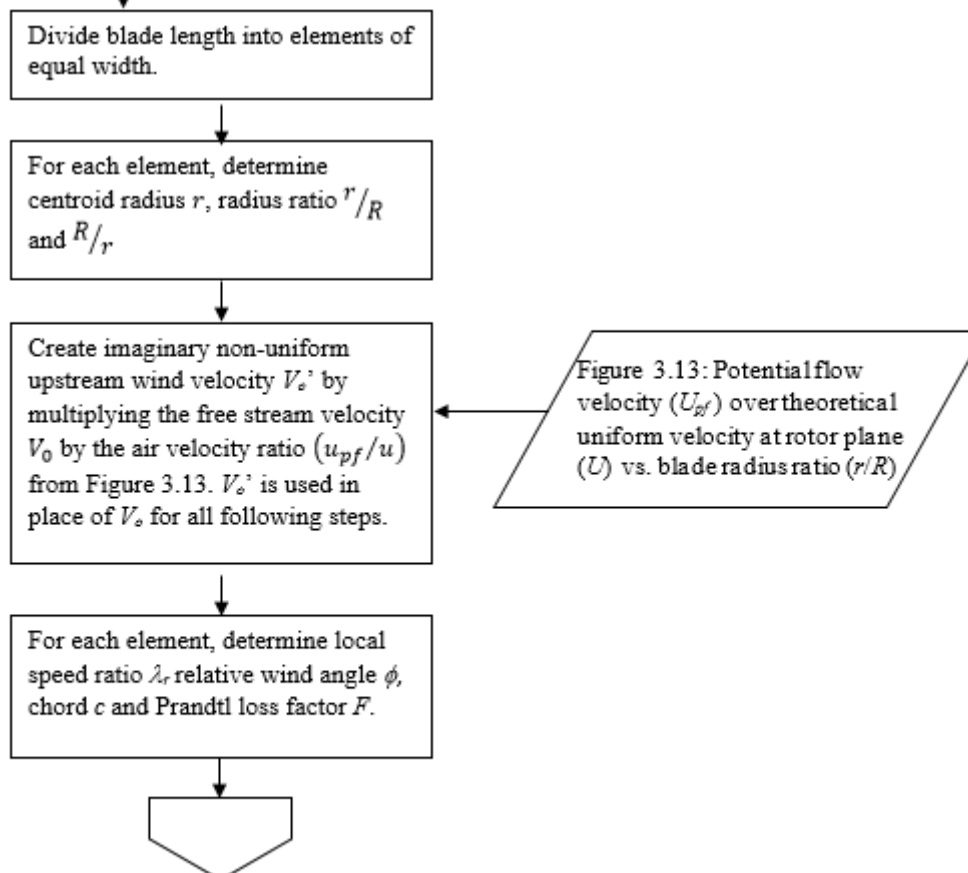 Divide blade length into elements of
equal width.
For each element, determine
centroid radius r, radius ratio r/R
and R/r
Create imaginary non-uniform
upstream wind velocity Vₒ’ by
multiplying the free stream velocity
V₀ by the air velocity ratio (u_pf/u)
from Figure 3.13. Vₒ’ is used in
place of Vₒ for all following steps.
Figure 3.13: Potential flow
velocity (U_pf) over theoretical
uniform velocity at rotor plane
(U) vs. blade radius ratio (r/R)
For each element, determine local
speed ratio λᵣ relative wind angle ϕ,
chord c and Prandtl loss factor F.